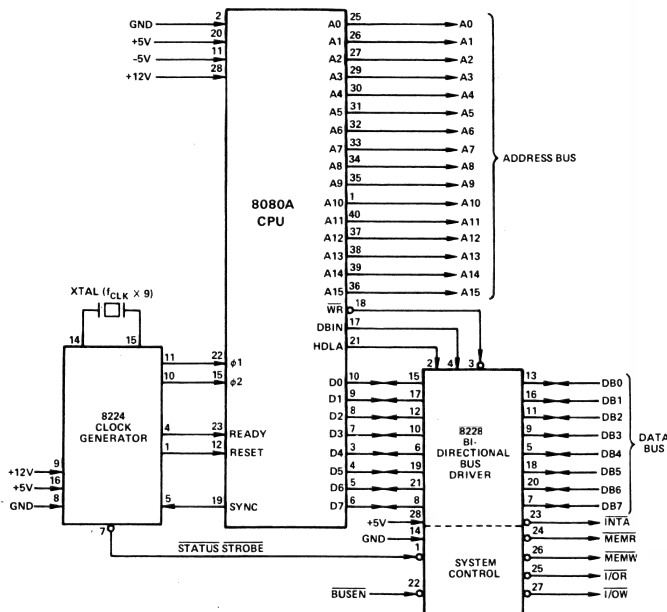 GND 2
+5V 20
-5V 11
+12V 28
8080A
CPU
A0 25 A0
A1 26 A1
A2 27 A2
A3 29 A3
A4 30 A4
A5 31 A5
A6 32 A6
A7 33 A7
A8 34 A8
A9 35 A9
A10 1 A10
A11 40 A11
A12 37 A12
A13 38 A13
A14 39 A14
A15 36 A15
ADDRESS BUS
WR 18
DBIN 17
HDLA 21
XTAL (fCLK X 9)
14 15
8224
CLOCK
GENERATOR
11 22 φ1
10 15 φ2
4 23 READY
1 12 RESET
5 19 SYNC
+12V 9
+5V 16
GND 8
7
STATUS STROBE
2 4 3
D0 10 15
D1 9 17
D2 8 12
D3 7 10
D4 3 6
D5 4 19
D6 5 21
D7 6 8
8228
BI-
DIRECTIONAL
BUS
DRIVER
13 DB0
16 DB1
11 DB2
9 DB3
5 DB4
18 DB5
20 DB6
7 DB7
DATA
BUS
+5V 28
GND 14
1
BUSEN 22
SYSTEM
CONTROL
23 INTA
24 MEMR
26 MEMW
25 I/OR
27 I/OW